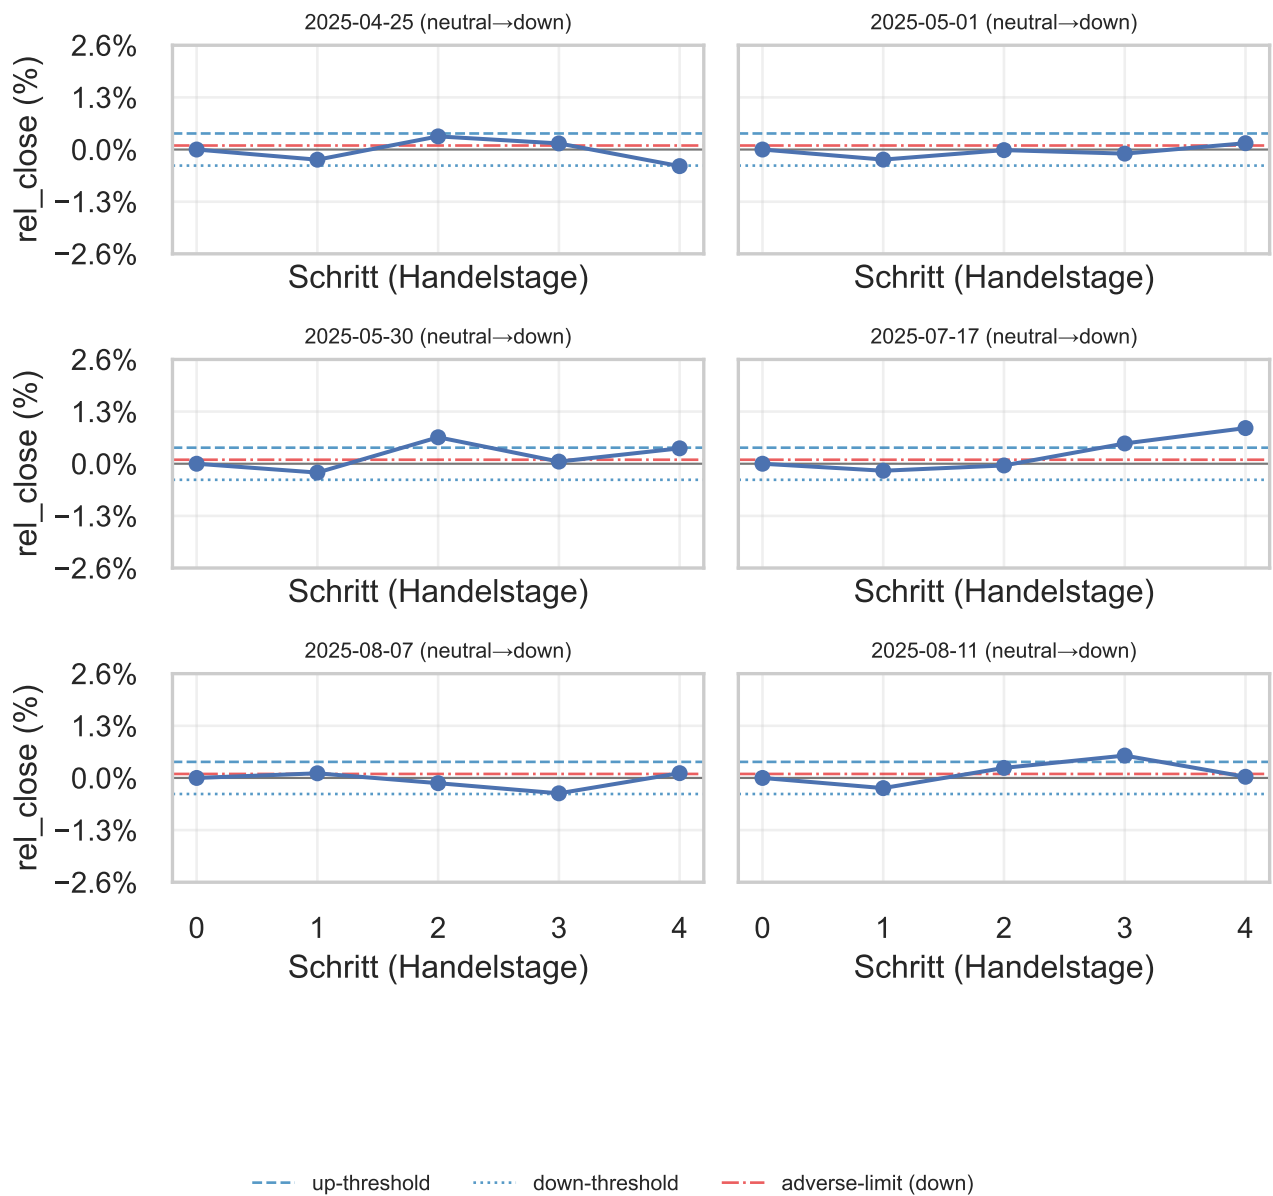 2025-04-25 (neutral→down)
2025-05-01 (neutral→down)
rel_close (%)
2.6%
1.3%
0.0%
−1.3%
−2.6%
Schritt (Handelstage)
Schritt (Handelstage)
2025-05-30 (neutral→down)
2025-07-17 (neutral→down)
rel_close (%)
2.6%
1.3%
0.0%
−1.3%
−2.6%
Schritt (Handelstage)
Schritt (Handelstage)
2025-08-07 (neutral→down)
2025-08-11 (neutral→down)
rel_close (%)
2.6%
1.3%
0.0%
−1.3%
−2.6%
0 1 2 3 4
0 1 2 3 4
Schritt (Handelstage)
Schritt (Handelstage)
up-threshold
down-threshold
adverse-limit (down)